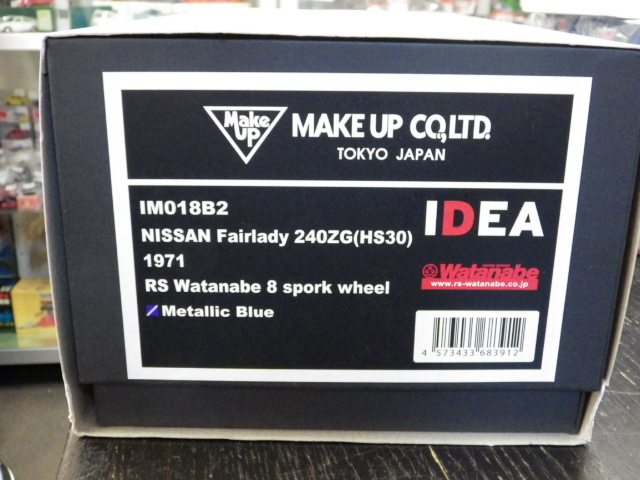 Make Up
MAKE UP CO.,LTD.
TOKYO JAPAN
IM018B2
IDEA
NISSAN Fairlady 240ZG(HS30)
1971
RS Watanabe 8 spork wheel
Watanabe
www.rs-watanabe.co.jp
Metallic Blue
4 573433 683912